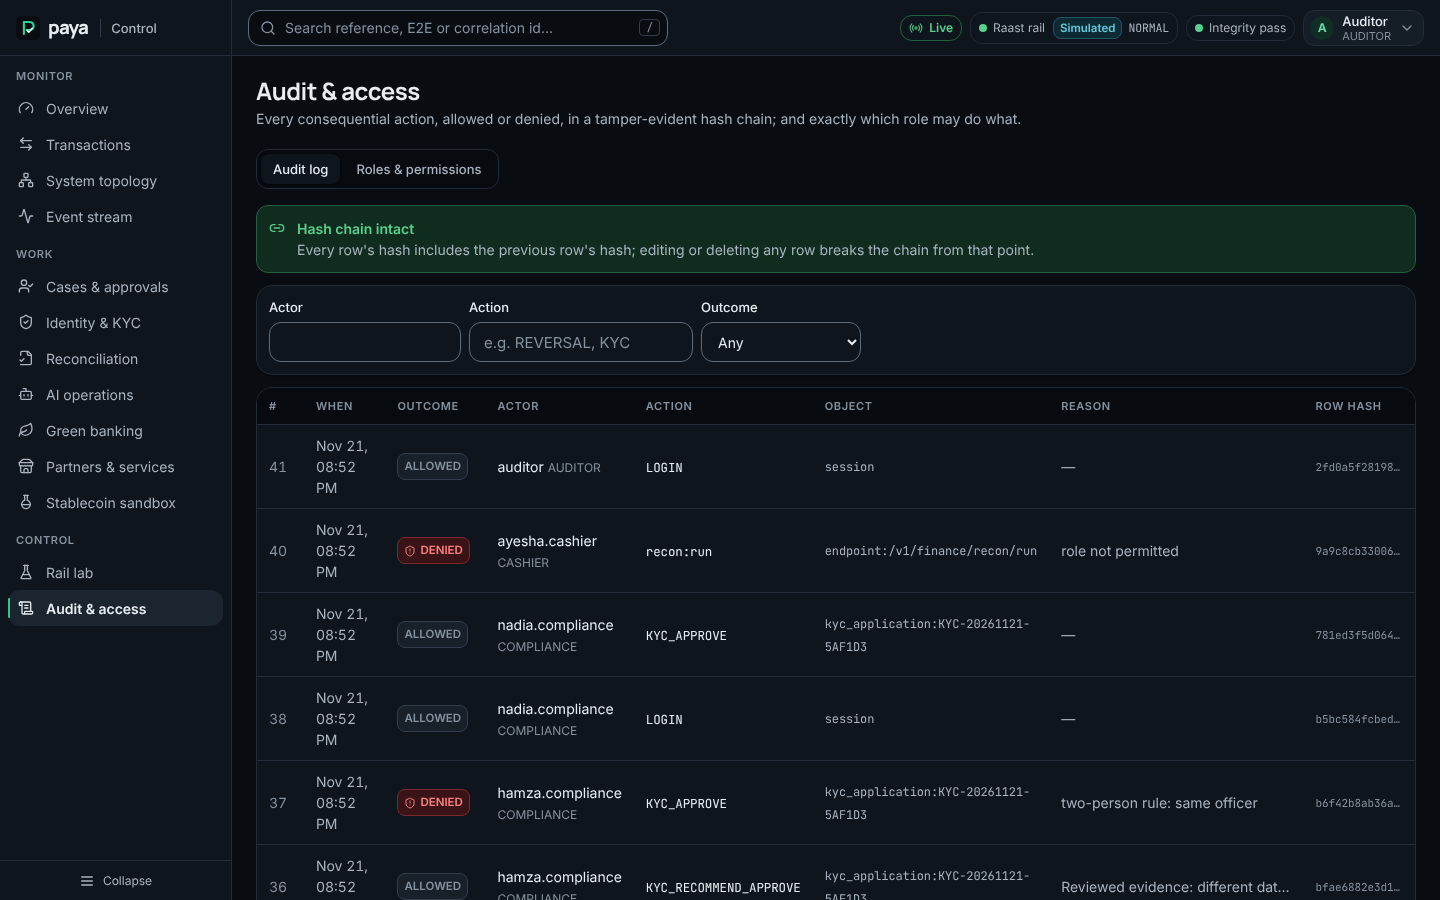 paya
Control
Search reference, E2E or correlation id...
/
Live
Raast rail
Simulated
NORMAL
Integrity pass
A
Auditor
AUDITOR
MONITOR
Overview
Transactions
System topology
Event stream
WORK
Cases & approvals
Identity & KYC
Reconciliation
AI operations
Green banking
Partners & services
Stablecoin sandbox
CONTROL
Rail lab
Audit & access
Collapse
Audit & access
Every consequential action, allowed or denied, in a tamper-evident hash chain; and exactly which role may do what.
Audit log
Roles & permissions
Hash chain intact
Every row's hash includes the previous row's hash; editing or deleting any row breaks the chain from that point.
Actor
Action
Outcome
e.g. REVERSAL, KYC
Any
# WHEN OUTCOME ACTOR ACTION OBJECT REASON ROW HASH
41 Nov 21, 08:52 PM ALLOWED auditor AUDITOR LOGIN session — 2fd0a5f28198…
40 Nov 21, 08:52 PM DENIED ayesha.cashier CASHIER recon:run endpoint:/v1/finance/recon/run role not permitted 9a9c8cb33006…
39 Nov 21, 08:52 PM ALLOWED nadia.compliance COMPLIANCE KYC_APPROVE kyc_application:KYC-20261121-5AF1D3 — 781ed3f5d064…
38 Nov 21, 08:52 PM ALLOWED nadia.compliance COMPLIANCE LOGIN session — b5bc584fcbed…
37 Nov 21, 08:52 PM DENIED hamza.compliance COMPLIANCE KYC_APPROVE kyc_application:KYC-20261121-5AF1D3 two-person rule: same officer b6f42b8ab36a…
36 Nov 21, 08:52 ALLOWED hamza.compliance COMPLIANCE KYC_RECOMMEND_APPROVE kyc_application:KYC-20261121-5AF1D3 Reviewed evidence: different dat… bfae6882e3d1…